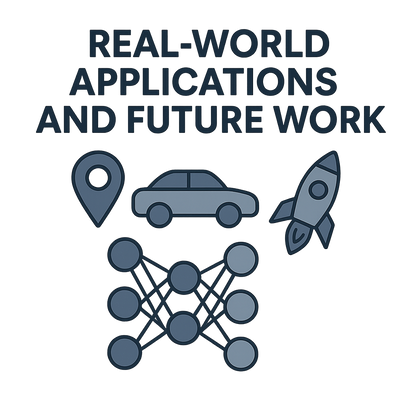 REAL-WORLD
APPLICATIONS
AND FUTURE WORK